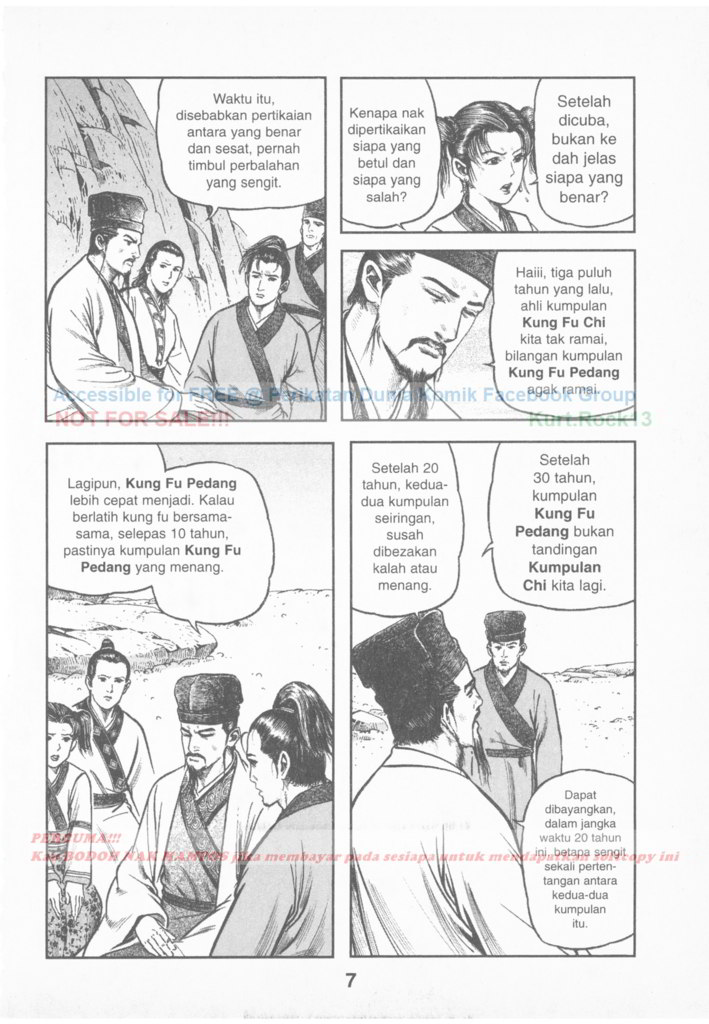 Waktu itu,
disebabkan pertikaian
antara yang benar
dan sesat, pernah
timbul perbalahan
yang sengit.
Kenapa nak
dipertikaikan
siapa yang
betul dan
siapa yang
salah?
Setelah
dicuba,
bukan ke
dah jelas
siapa yang
benar?
Haiii, tiga puluh
tahun yang lalu,
ahli kumpulan
Kung Fu Chi
kita tak ramai,
bilangan kumpulan
Kung Fu Pedang
agak ramai.
Accessible for FREE @ Perikatan Dunia Komik Facebook Group
NOT FOR SALE!!!
Kurt.Rock13
Lagipun, Kung Fu Pedang
lebih cepat menjadi. Kalau
berlatih kung fu bersama-
sama, selepas 10 tahun,
pastinya kumpulan Kung Fu
Pedang yang menang.
Setelah 20
tahun, kedua-
dua kumpulan
seiringan,
susah
dibezakan
kalah atau
menang.
Setelah
30 tahun,
kumpulan
Kung Fu
Pedang bukan
tandingan
Kumpulan
Chi kita lagi.
Dapat
dibayangkan,
dalam jangka
waktu 20 tahun
ini, betapa sengit
sekali perten-
tangan antara
kedua-dua
kumpulan
itu.
PERCUMA!!!
BODOH NAK MAMPOS jika membayar pada sesiapa untuk mendapatkan softcopy ini
7